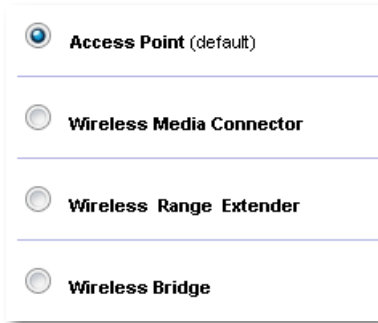 Access Point (default)
Wireless Media Connector
Wireless Range Extender
Wireless Bridge